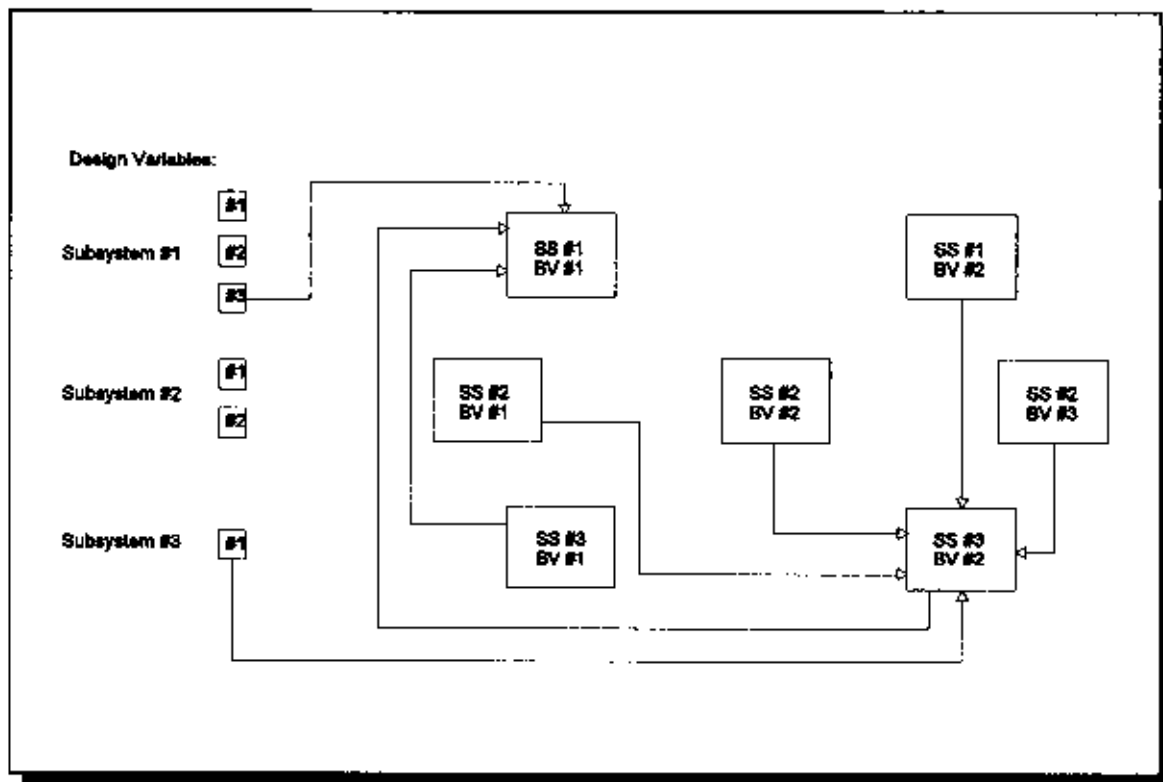 Design Variables:
#1
Subsystem #1
#2
#3
SS #1
BV #1
SS #1
BV #2
Subsystem #2
#1
#2
SS #2
BV #1
SS #2
BV #2
SS #2
BV #3
Subsystem #3
#1
SS #3
BV #1
SS #3
BV #2